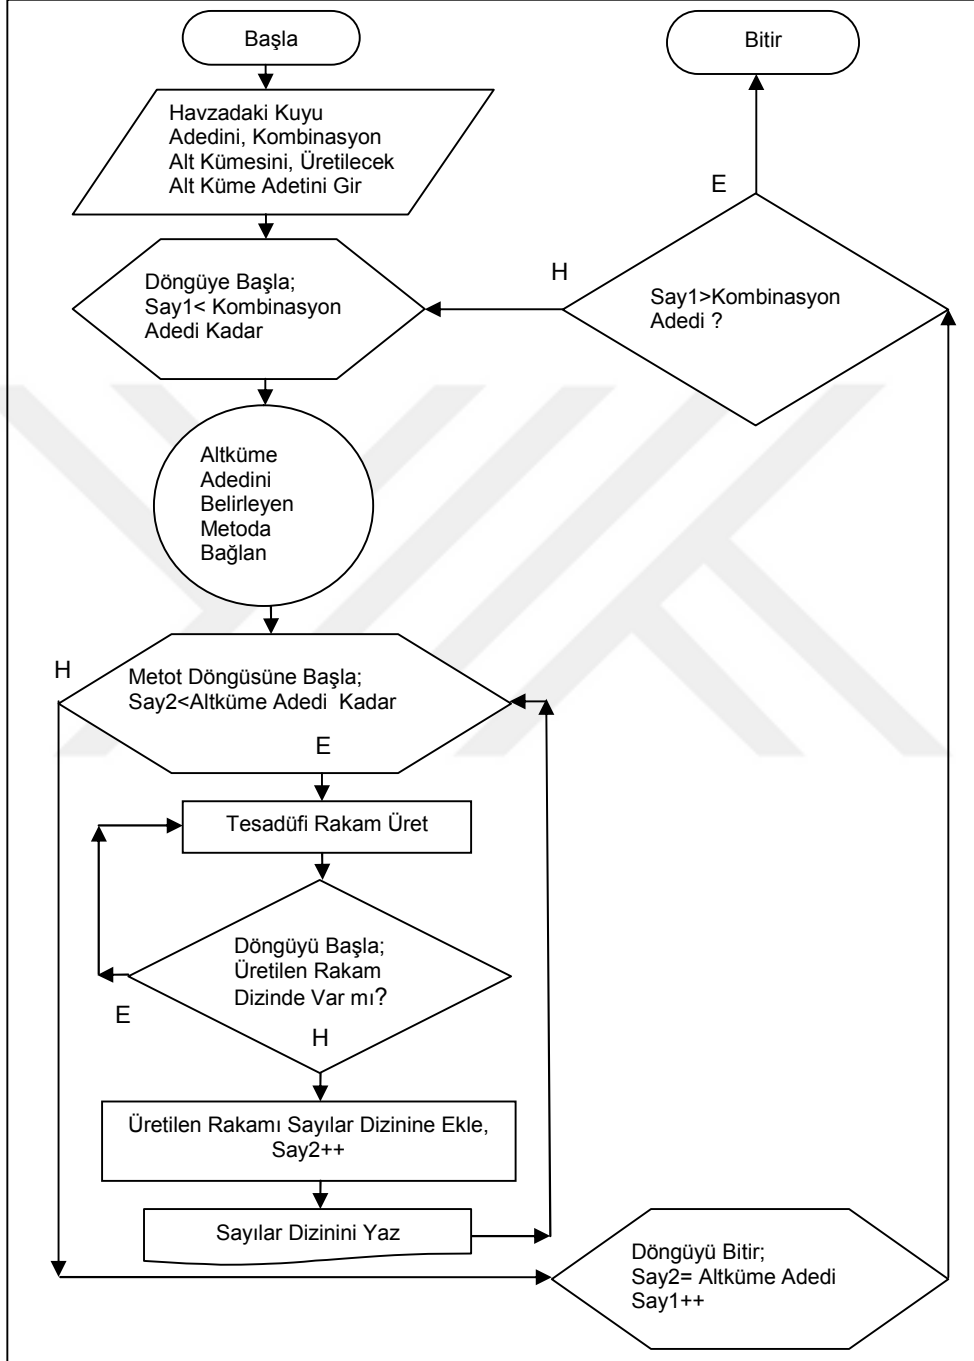 Başla
Havzadaki Kuyu
Adedini, Kombinasyon
Alt Kümesini, Üretilecek
Alt Küme Adetini Gir
Döngüye Başla;
Say1< Kombinasyon
Adedi Kadar
Altküme
Adedini
Belirleyen
Metoda
Bağlan
H
Metot Döngüsüne Başla;
Say2<Altküme Adedi Kadar
E
Tesadüfi Rakam Üret
Döngüyü Başla;
Üretilen Rakam
Dizinde Var mı?
E
H
Üretilen Rakamı Sayılar Dizinine Ekle,
Say2++
Sayılar Dizinini Yaz
Döngüyü Bitir;
Say2= Altküme Adedi
Say1++
Say1>Kombinasyon
Adedi ?
H
E
Bitir